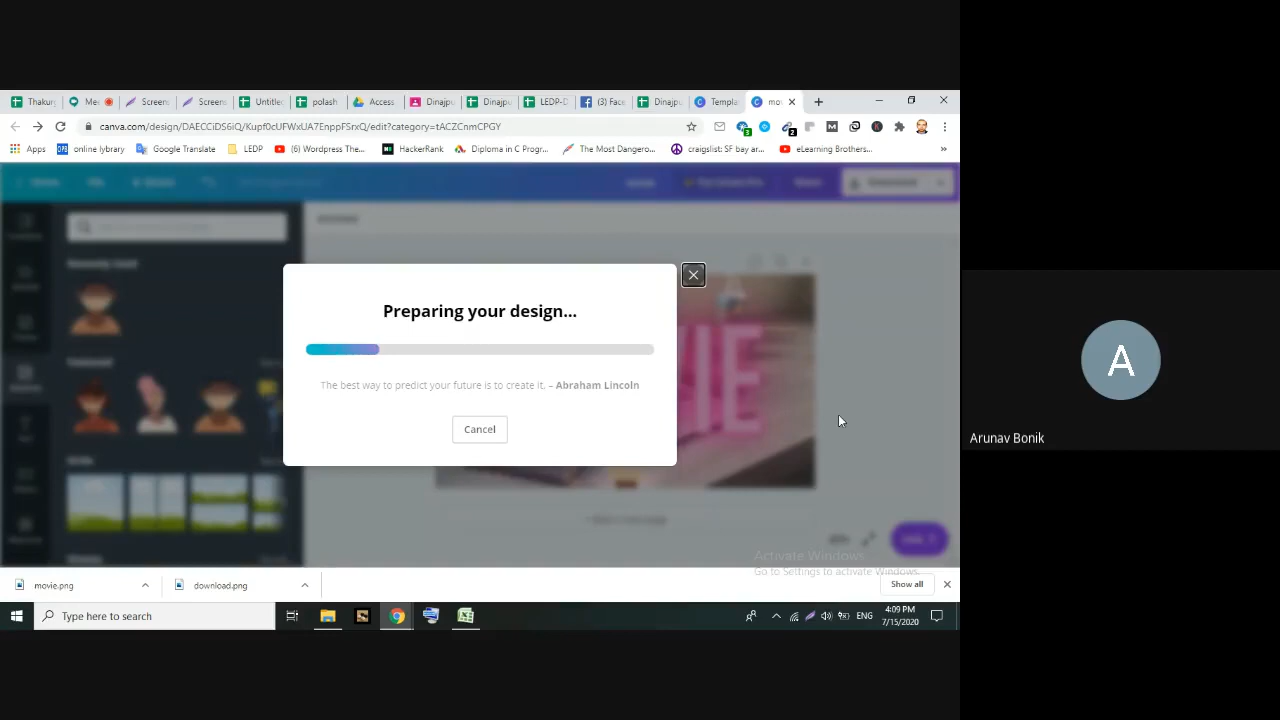 Thakur
Mee
Screens
Screens
Untitled
polash
Access
Dinajpu
Dinajpu
LEDP-D
(3) Face
Dinajpu
Templa
mo
canva.com/design/DAECCiDS6iQ/Kupf0cUFWxUA7EnppFSrxQ/edit?category=tACZCnmCPGY
Apps
online lybrary
Google Translate
LEDP
(6) Wordpress The...
HackerRank
Diploma in C Progr...
The Most Dangero...
craigslist: SF bay ar...
eLearning Brothers...
Preparing your design...
The best way to predict your future is to create it. – Abraham Lincoln
Cancel
VIE
A
Arunav Bonik
Activate Windows
Go to Settings to activate Windows.
movie.png
download.png
Show all
Type here to search
ENG
4:09 PM
7/15/2020